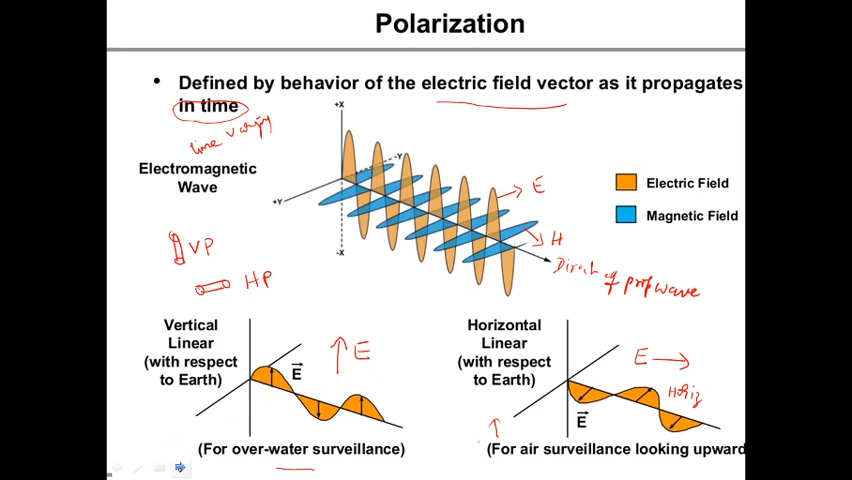 Polarization
• Defined by behavior of the electric field vector as it propagates
in time
time varying
Electromagnetic
Wave
+X
-Y
+Y
-X
E
H
Direct of prop wave
Electric Field
Magnetic Field
VP
HP
Vertical
Linear
(with respect
to Earth)
E
E
(For over-water surveillance)
Horizontal
Linear
(with respect
to Earth)
E
Horiz
E
(For air surveillance looking upward